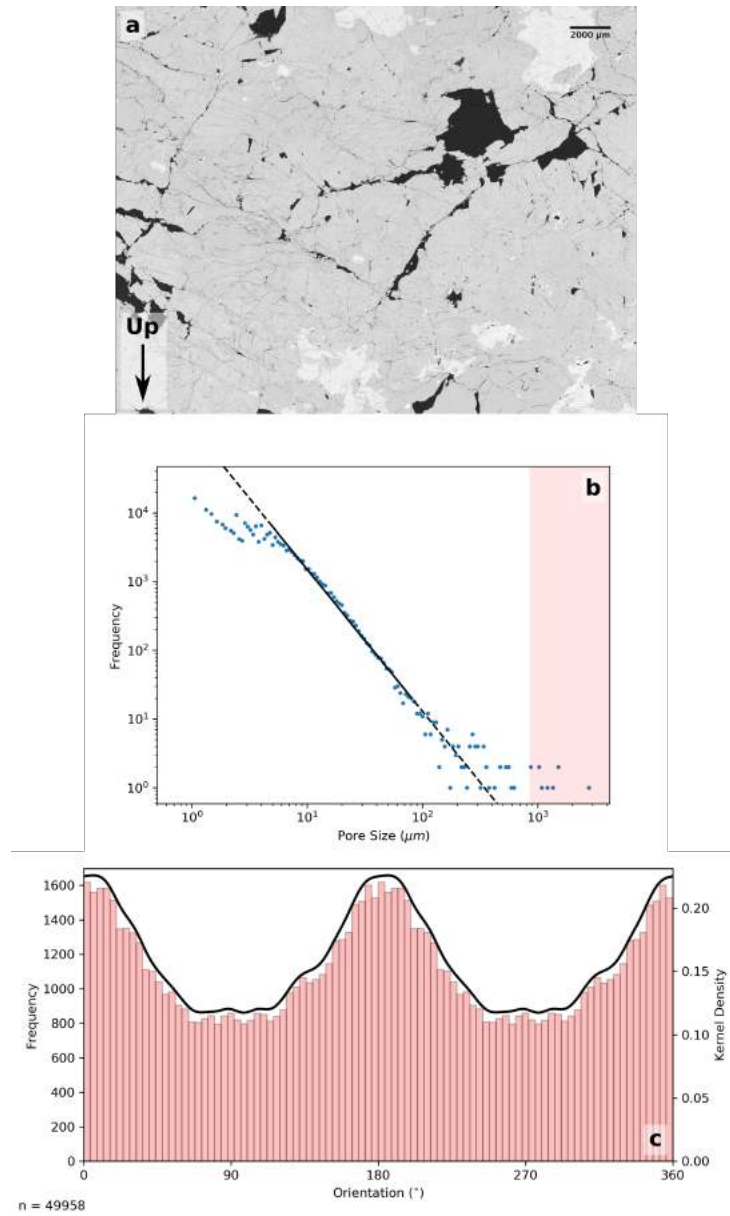 a
2000 µm
Up
b
10⁴
10³
10²
10¹
10⁰
Frequency
10⁰ 10¹ 10² 10³
Pore Size (µm)
1600
1400
1200
1000
800
600
400
200
0
Frequency
0.20
0.15
0.10
0.05
0.00
Kernel Density
c
0 90 180 270 360
Orientation (°)
n = 49958